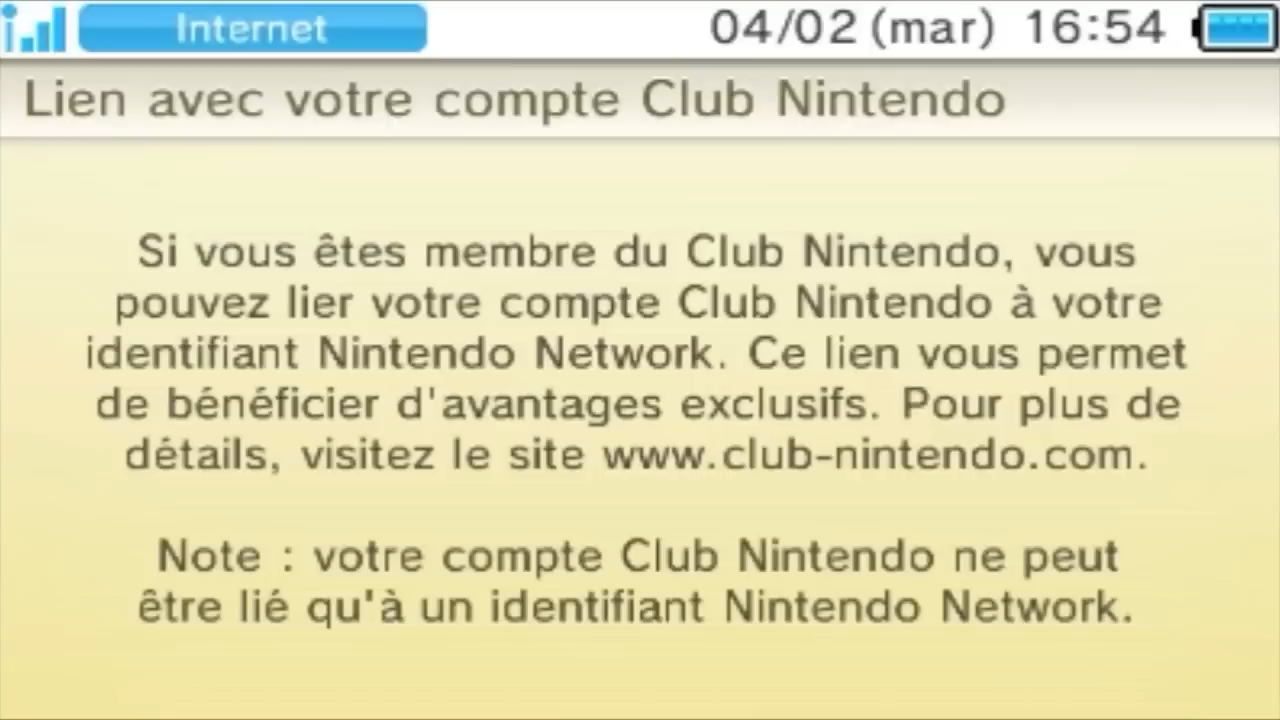 Internet 04/02 (mar) 16:54
Lien avec votre compte Club Nintendo
Si vous êtes membre du Club Nintendo, vous
pouvez lier votre compte Club Nintendo à votre
identifiant Nintendo Network. Ce lien vous permet
de bénéficier d'avantages exclusifs. Pour plus de
détails, visitez le site www.club-nintendo.com.
Note : votre compte Club Nintendo ne peut
être lié qu'à un identifiant Nintendo Network.